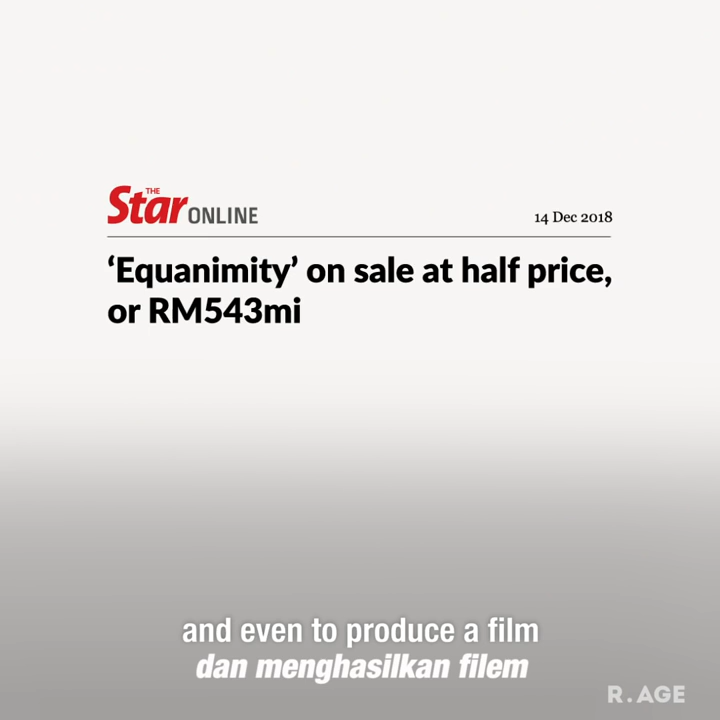 THE
Star ONLINE
14 Dec 2018
‘Equanimity’ on sale at half price,
or RM543mi
and even to produce a film
dan menghasilkan filem
R.AGE